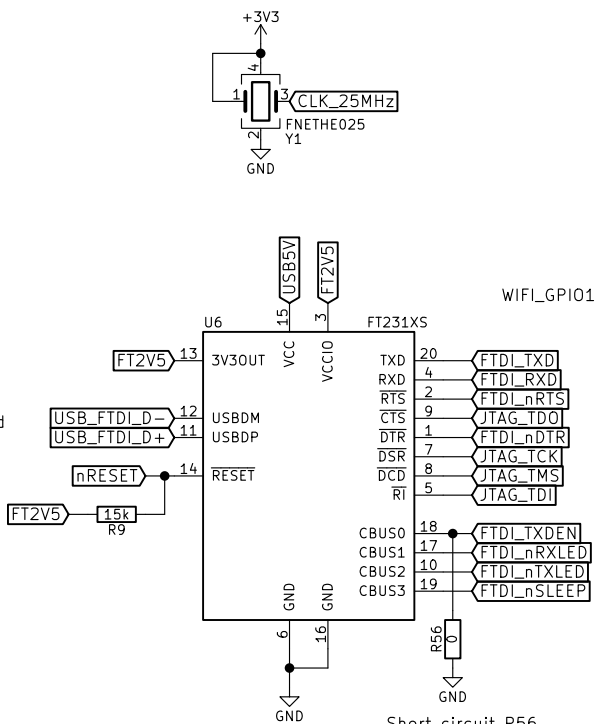 +3V3
4
1
3
CLK_25MHz
FNETHE025
2
Y1
GND
USB5V
FT2V5
WIFI_GPIO1
15
3
U6
FT231XS
FT2V5
13
3V3OUT
VCC
VCCIO
TXD
20
FTDI_TXD
RXD
4
FTDI_RXD
RTS
2
FTDI_nRTS
USB_FTDI_D-
12
USBDM
CTS
9
JTAG_TDO
d
USB_FTDI_D+
11
USBDP
DTR
1
FTDI_nDTR
DSR
7
JTAG_TCK
nRESET
14
RESET
DCD
8
JTAG_TMS
RI
5
JTAG_TDI
FT2V5
15k
R9
CBUS0
18
FTDI_TXDEN
CBUS1
17
FTDI_nRXLED
CBUS2
10
FTDI_nTXLED
CBUS3
19
FTDI_nSLEEP
GND
GND
6
16
R56
0
GND
GND
Short circuit R56